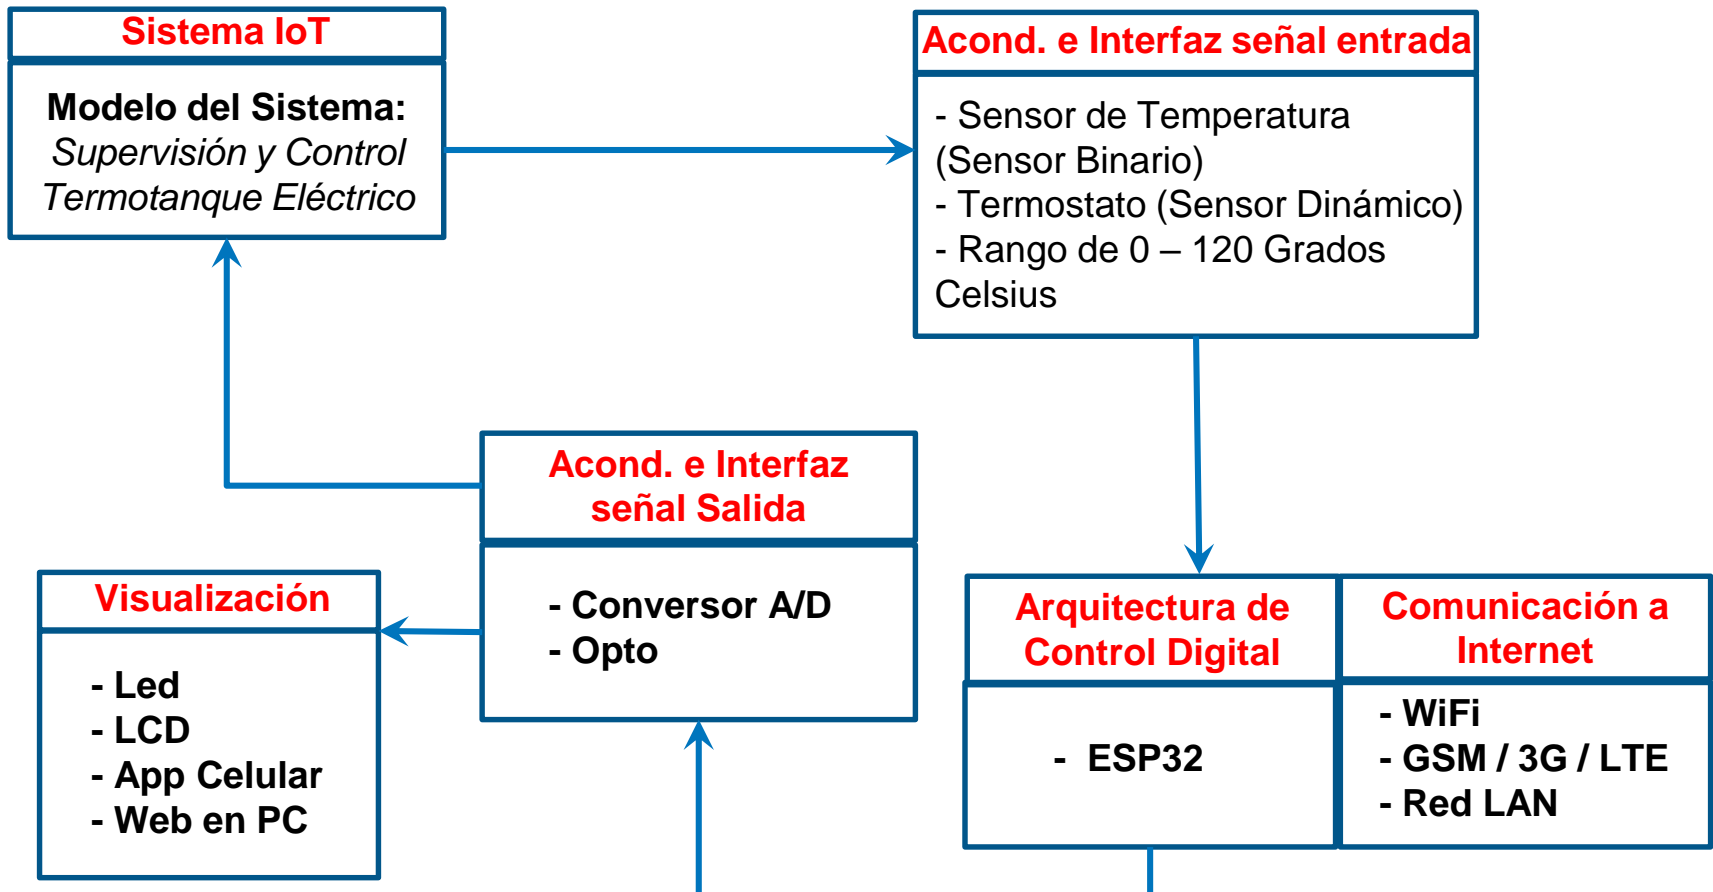 Sistema IoT
Modelo del Sistema:
Supervisión y Control
Termotanque Eléctrico
Acond. e Interfaz señal entrada
- Sensor de Temperatura
(Sensor Binario)
- Termostato (Sensor Dinámico)
- Rango de 0 – 120 Grados
Celsius
Acond. e Interfaz
señal Salida
- Conversor A/D
- Opto
Visualización
- Led
- LCD
- App Celular
- Web en PC
Arquitectura de
Control Digital
- ESP32
Comunicación a
Internet
- WiFi
- GSM / 3G / LTE
- Red LAN